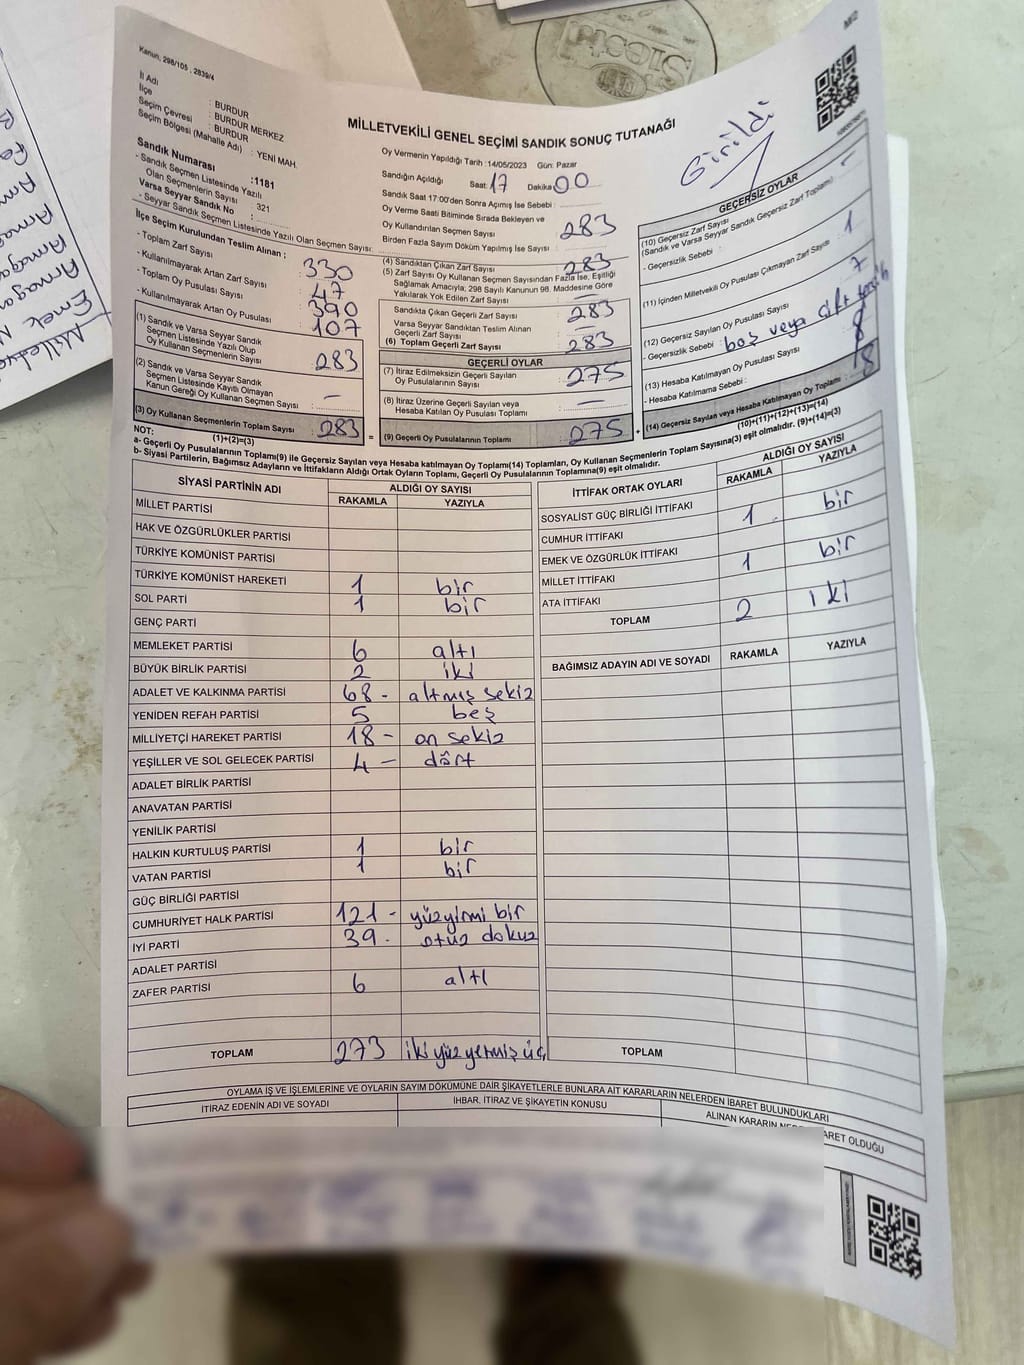 Kanun, 298/105 ; 2839/4
MİLLETVEKİLİ GENEL SEÇİMİ SANDIK SONUÇ TUTANAĞI
Girildi
İl Adı : BURDUR
İlçe : BURDUR MERKEZ
Seçim Çevresi : BURDUR
Seçim Bölgesi (Mahalle Adı) : YENİ MAH.
Sandık Numarası :1181
- Sandık Seçmen Listesinde Yazılı
Olan Seçmenlerin Sayısı : 321
Varsa Seyyar Sandık No :
- Seyyar Sandık Seçmen Listesinde Yazılı Olan Seçmen Sayısı:
İlçe Seçim Kurulundan Teslim Alınan ;
- Toplam Zarf Sayısı : 330
- Kullanılmayarak Artan Zarf Sayısı : 47
- Toplam Oy Pusulası Sayısı : 390
- Kullanılmayarak Artan Oy Pusulası : 107
(1) Sandık ve Varsa Seyyar Sandık
Seçmen Listesinde Yazılı Olup
Oy Kullanan Seçmenlerin Sayısı : 283
(2) Sandık ve Varsa Seyyar Sandık
Seçmen Listesinde Kayıtlı Olmayan
Kanun Gereği Oy Kullanan Seçmen Sayısı : —
(3) Oy Kullanan Seçmenlerin Toplam Sayısı : 283
(1)+(2)=(3)
Oy Vermenin Yapıldığı Tarih :14/05/2023 Gün: Pazar
Sandığın Açıldığı Saat: 17 Dakika: 00
Sandık Saat 17:00'den Sonra Açımış İse Sebebi :
Oy Verme Saati Bitiminde Sırada Bekleyen ve
Oy Kullandırılan Seçmen Sayısı : 283
Birden Fazla Sayım Döküm Yapılmış İse Sayısı :
(4) Sandıktan Çıkan Zarf Sayısı : 283
(5) Zarf Sayısı Oy Kullanan Seçmen Sayısından Fazla İse, Eşitliği
Sağlamak Amacıyla; 298 Sayılı Kanunun 98. Maddesine Göre
Yakılarak Yok Edilen Zarf Sayısı : —
Sandıkta Çıkan Geçerli Zarf Sayısı : 283
Varsa Seyyar Sandıktan Teslim Alınan
Geçerli Zarf Sayısı : —
(6) Toplam Geçerli Zarf Sayısı : 283
GEÇERLİ OYLAR
(7) İtiraz Edilmeksizin Geçerli Sayılan
Oy Pusulalarının Sayısı : 275
(8) İtiraz Üzerine Geçerli Sayılan veya
Hesaba Katılan Oy Pusulası Toplamı : —
= (9) Geçerli Oy Pusulalarının Toplamı : 275 +
GEÇERSİZ OYLAR
(10) Geçersiz Zarf Sayısı
(Sandık ve Varsa Seyyar Sandık Geçersiz Zarf Toplamı) : —
- Geçersizlik Sebebi :
(11) İçinden Milletvekili Oy Pusulası Çıkmayan Zarf Sayısı : 1
(12) Geçersiz Sayılan Oy Pusulası Sayısı : 7
- Geçersizlik Sebebi : boş veya çift
(13) Hesaba Katılmayan Oy Pusulası Sayısı
- Hesaba Katılmama Sebebi :
(14) Geçersiz Sayılan veya Hesaba Katılmayan Oy Toplamı : 8
(10)+(11)+(12)+(13)=(14)
NOT:
a- Geçerli Oy Pusulalarının Toplamı(9) ile Geçersiz Sayılan veya Hesaba katılmayan Oy Toplamı(14) Toplamları, Oy Kullanan Seçmenlerin Toplam Sayısına(3) eşit olmalıdır. (9)+(14)=(3)
b- Siyasi Partilerin, Bağımsız Adayların ve İttifakların Aldığı Ortak Oyların Toplamı, Geçerli Oy Pusulalarının Toplamına(9) eşit olmalıdır.
SİYASİ PARTİNİN ADI ALDIĞI OY SAYISI
RAKAMLA YAZIYLA
MİLLET PARTİSİ
HAK VE ÖZGÜRLÜKLER PARTİSİ
TÜRKİYE KOMÜNİST PARTİSİ
TÜRKİYE KOMÜNİST HAREKETİ 1 bir
SOL PARTİ 1 bir
GENÇ PARTİ
MEMLEKET PARTİSİ 6 altı
BÜYÜK BİRLİK PARTİSİ 2 iki
ADALET VE KALKINMA PARTİSİ 68 - altmış sekiz
YENİDEN REFAH PARTİSİ 5 beş
MİLLİYETÇİ HAREKET PARTİSİ 18 - on sekiz
YEŞİLLER VE SOL GELECEK PARTİSİ 4 - dört
ADALET BİRLİK PARTİSİ
ANAVATAN PARTİSİ
YENİLİK PARTİSİ
HALKIN KURTULUŞ PARTİSİ 1 bir
VATAN PARTİSİ 1 bir
GÜÇ BİRLİĞİ PARTİSİ
CUMHURİYET HALK PARTİSİ 121 - yüzyirmi bir
İYİ PARTİ 39 . otuz dokuz
ADALET PARTİSİ
ZAFER PARTİSİ 6 altı
TOPLAM 273 ikiyüzyetmiş üç
İTTİFAK ORTAK OYLARI ALDIĞI OY SAYISI
RAKAMLA YAZIYLA
SOSYALİST GÜÇ BİRLİĞİ İTTİFAKI
CUMHUR İTTİFAKI 1 - bir
EMEK VE ÖZGÜRLÜK İTTİFAKI
MİLLET İTTİFAKI 1 bir
ATA İTTİFAKI
TOPLAM 2 iki
BAĞIMSIZ ADAYIN ADI VE SOYADI RAKAMLA YAZIYLA
TOPLAM
OYLAMA İŞ VE İŞLEMLERİNE VE OYLARIN SAYIM DÖKÜMÜNE DAİR ŞİKAYETLERLE BUNLARA AİT KARARLARIN NELERDEN İBARET BULUNDUKLARI
İTİRAZ EDENİN ADI VE SOYADI İHBAR, İTİRAZ VE ŞİKAYETİN KONUSU ALINAN KARARIN OLDUĞU